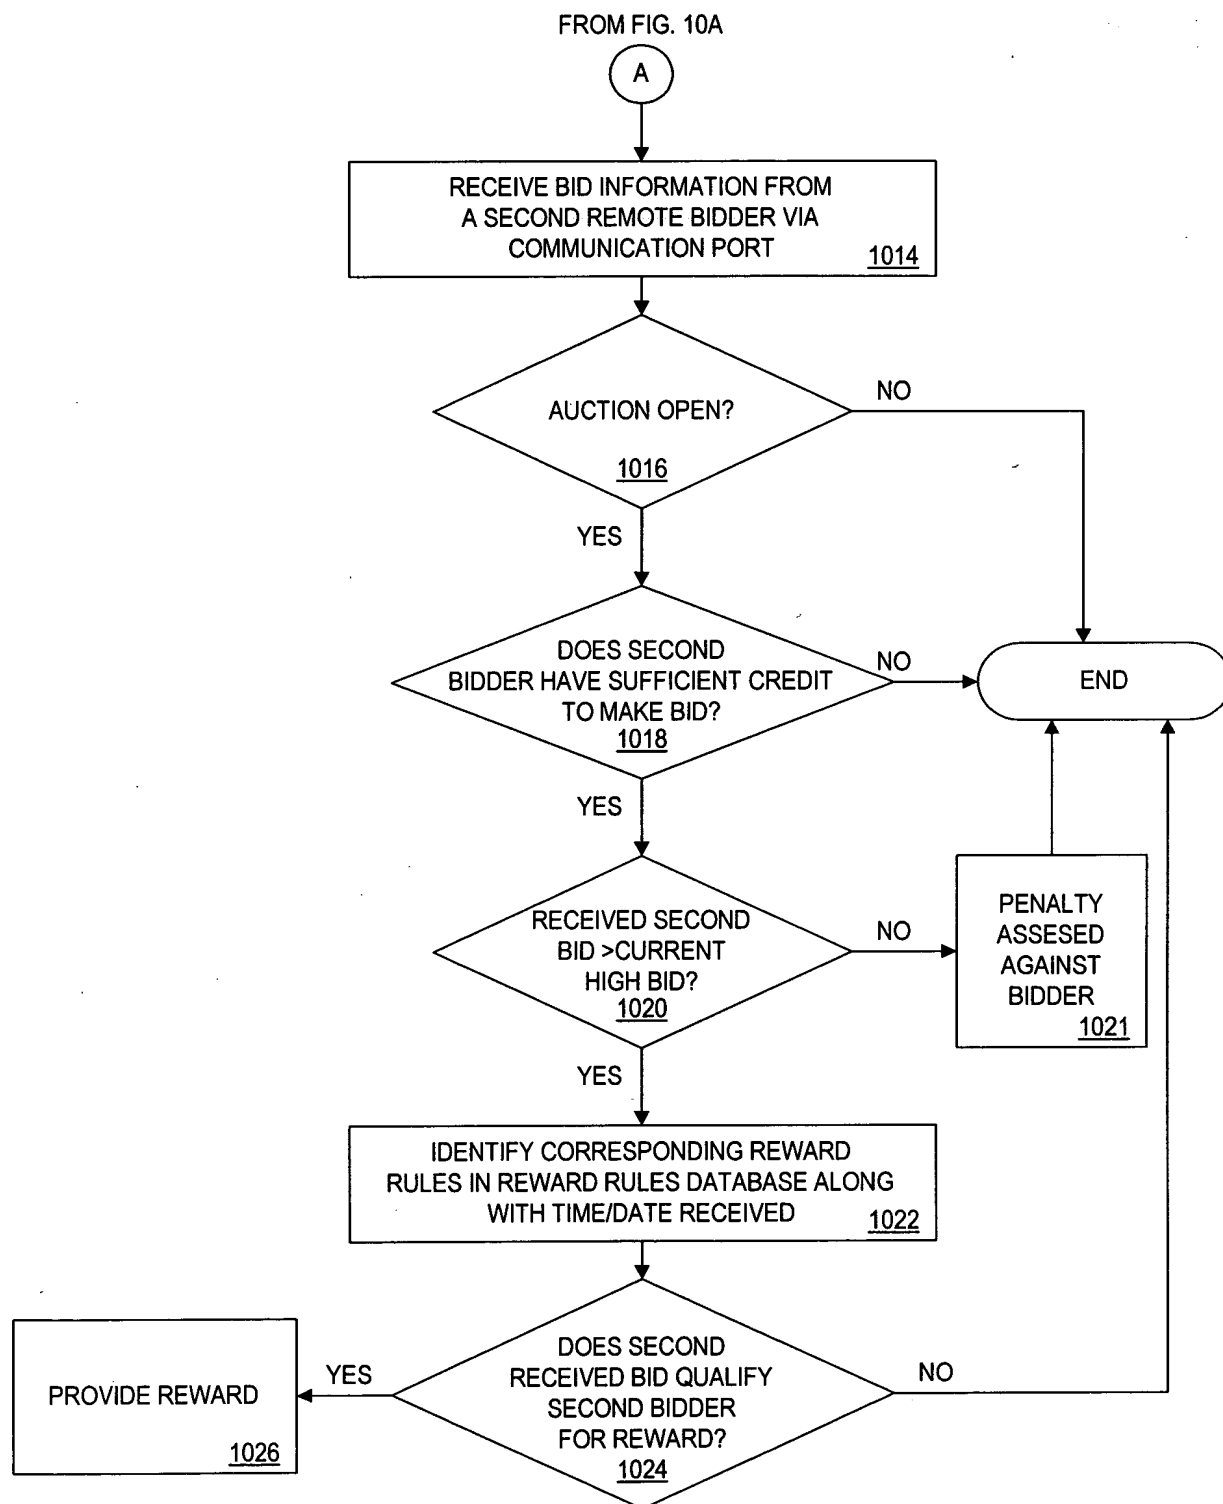 FROM FIG. 10A
A
RECEIVE BID INFORMATION FROM
A SECOND REMOTE BIDDER VIA
COMMUNICATION PORT
1014
AUCTION OPEN?
1016
NO
YES
DOES SECOND
BIDDER HAVE SUFFICIENT CREDIT
TO MAKE BID?
1018
NO
END
YES
RECEIVED SECOND
BID >CURRENT
HIGH BID?
1020
NO
PENALTY
ASSESED
AGAINST
BIDDER
1021
YES
IDENTIFY CORRESPONDING REWARD
RULES IN REWARD RULES DATABASE ALONG
WITH TIME/DATE RECEIVED
1022
DOES SECOND
RECEIVED BID QUALIFY
SECOND BIDDER
FOR REWARD?
1024
YES
NO
PROVIDE REWARD
1026